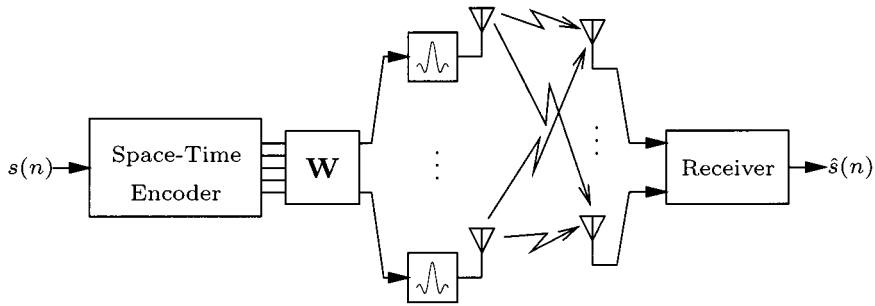 s(n)
Space-Time
Encoder
W
Receiver
ŝ(n)